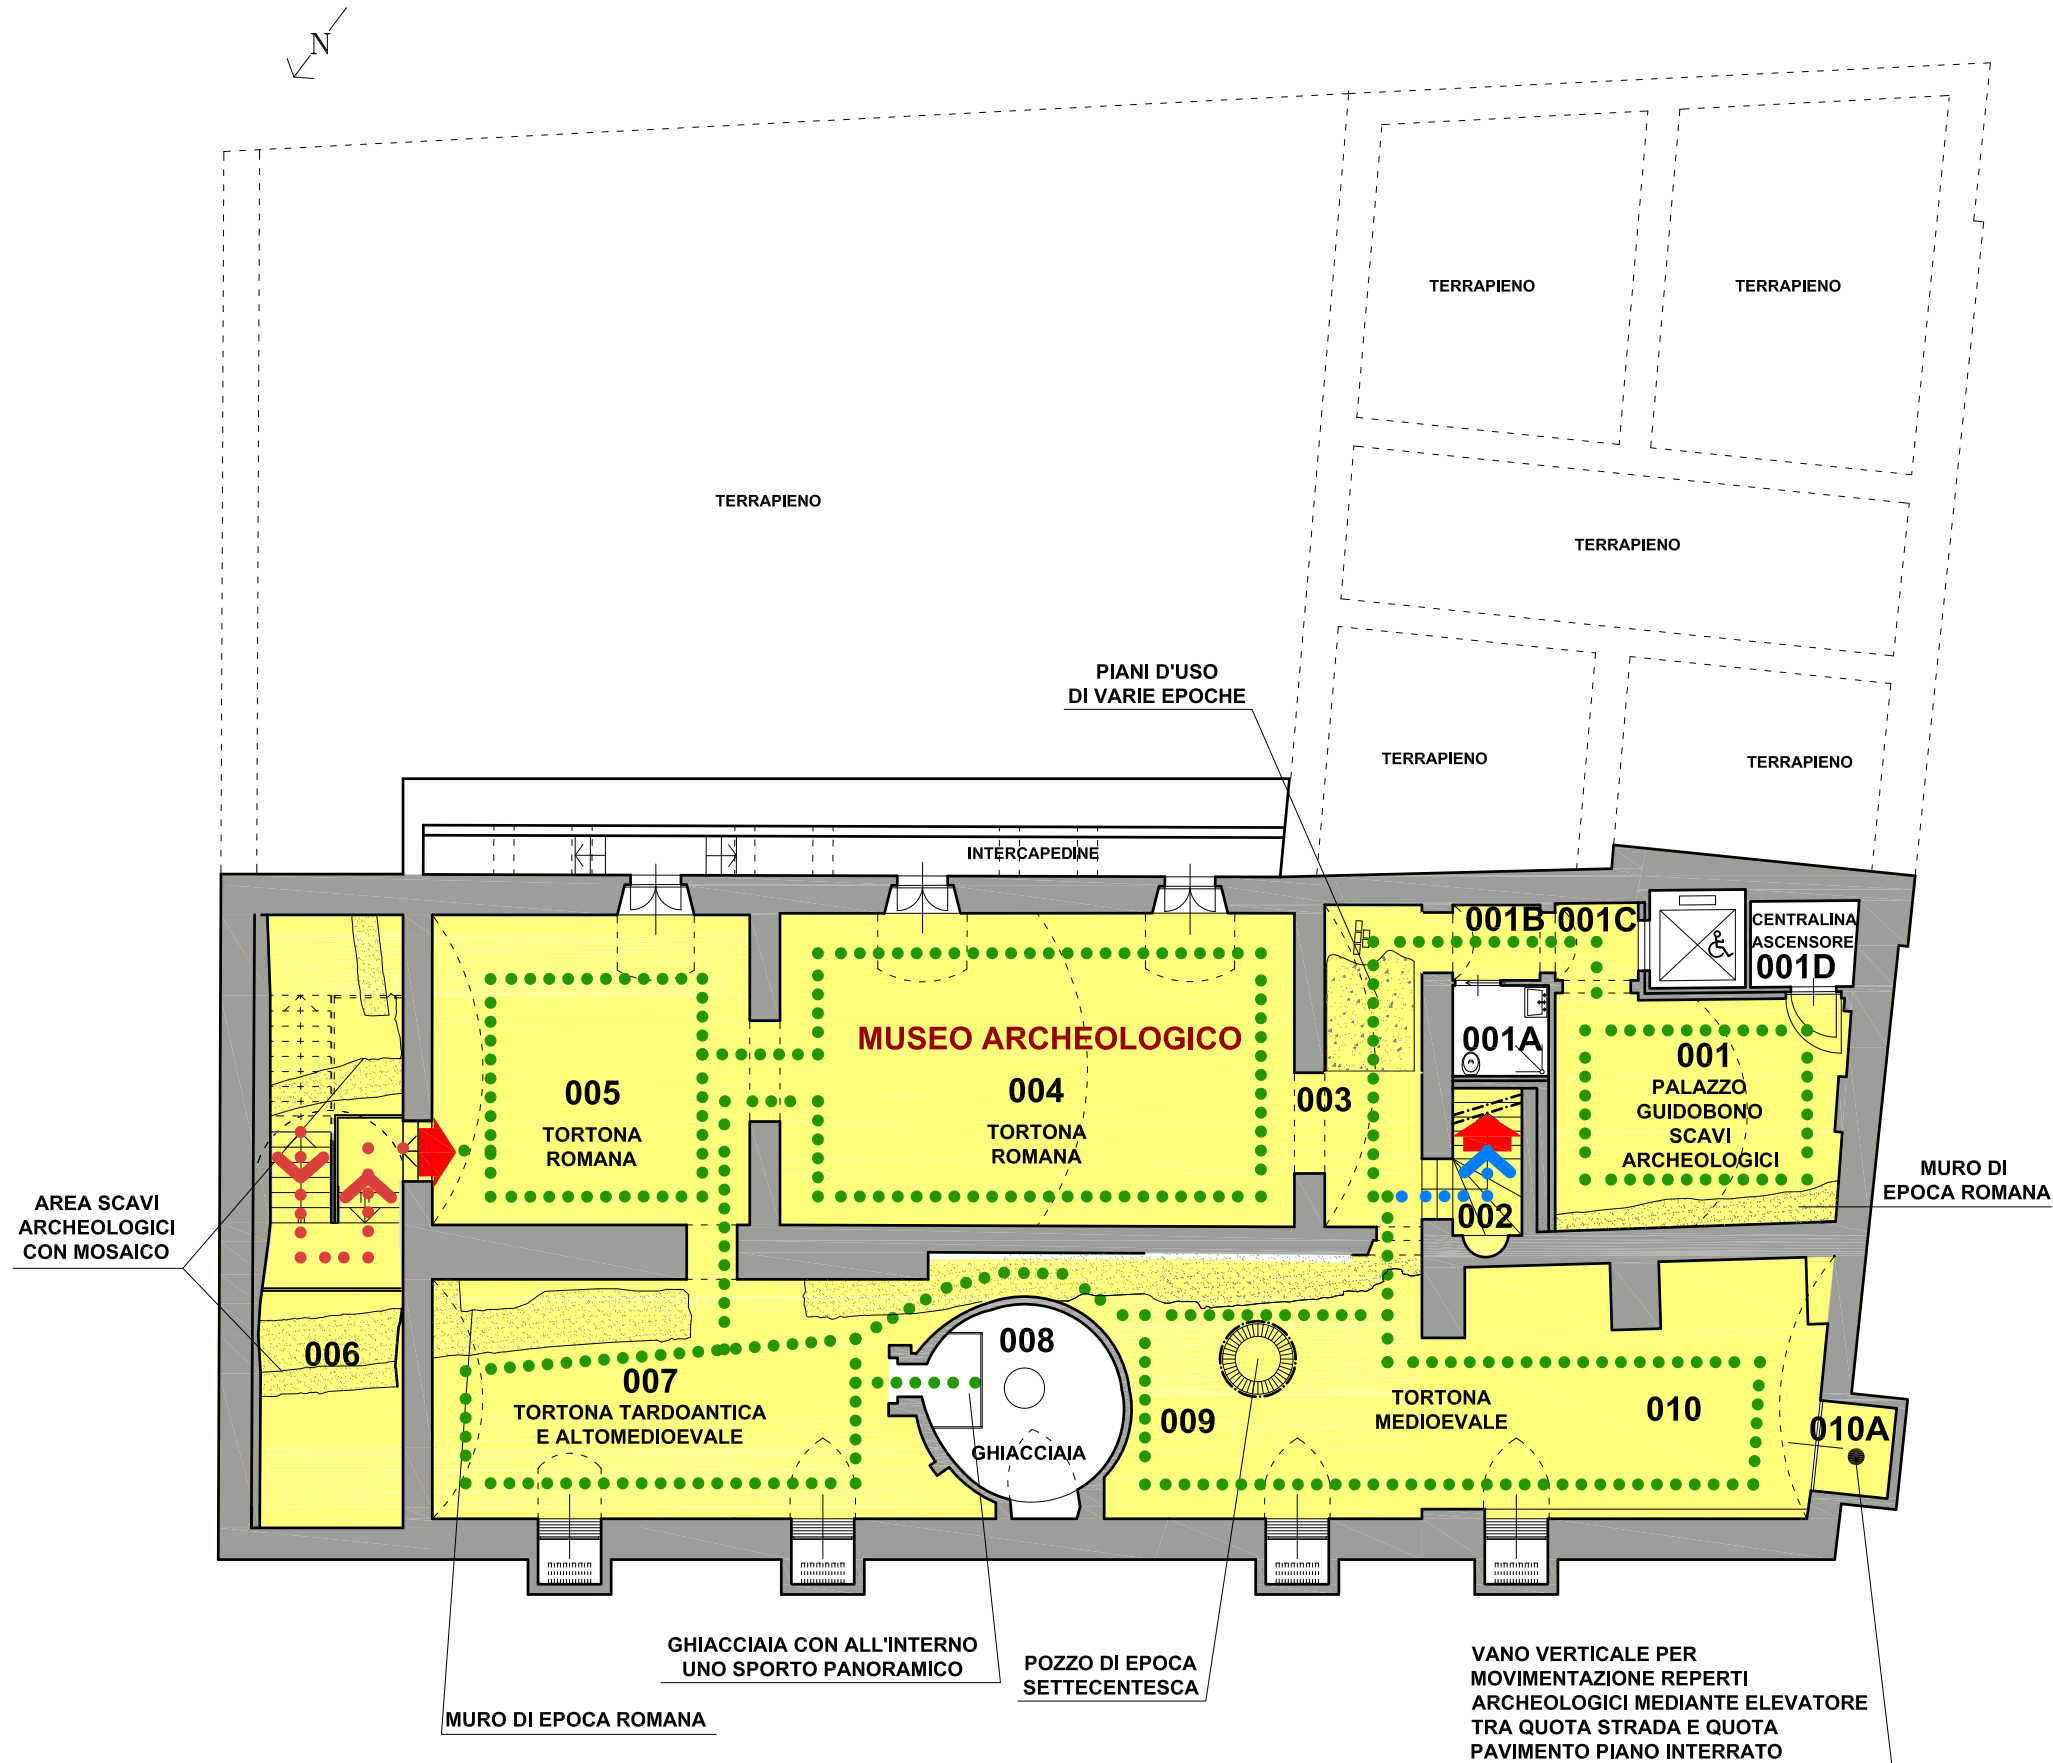 N
TERRAPIENO
TERRAPIENO
TERRAPIENO
TERRAPIENO
PIANI D'USO
DI VARIE EPOCHE
TERRAPIENO
TERRAPIENO
INTERCAPEDINE
001B
001C
CENTRALINA
ASCENSORE
001D
MUSEO ARCHEOLOGICO
001A
001
PALAZZO
GUIDOBONO
SCAVI
ARCHEOLOGICI
005
TORTONA
ROMANA
004
TORTONA
ROMANA
003
002
MURO DI
EPOCA ROMANA
AREA SCAVI
ARCHEOLOGICI
CON MOSAICO
006
007
TORTONA TARDOANTICA
E ALTOMEDIOEVALE
008
GHIACCIAIA
009
TORTONA
MEDIOEVALE
010
010A
GHIACCIAIA CON ALL'INTERNO
UNO SPORTO PANORAMICO
POZZO DI EPOCA
SETTECENTESCA
MURO DI EPOCA ROMANA
VANO VERTICALE PER
MOVIMENTAZIONE REPERTI
ARCHEOLOGICI MEDIANTE ELEVATORE
TRA QUOTA STRADA E QUOTA
PAVIMENTO PIANO INTERRATO